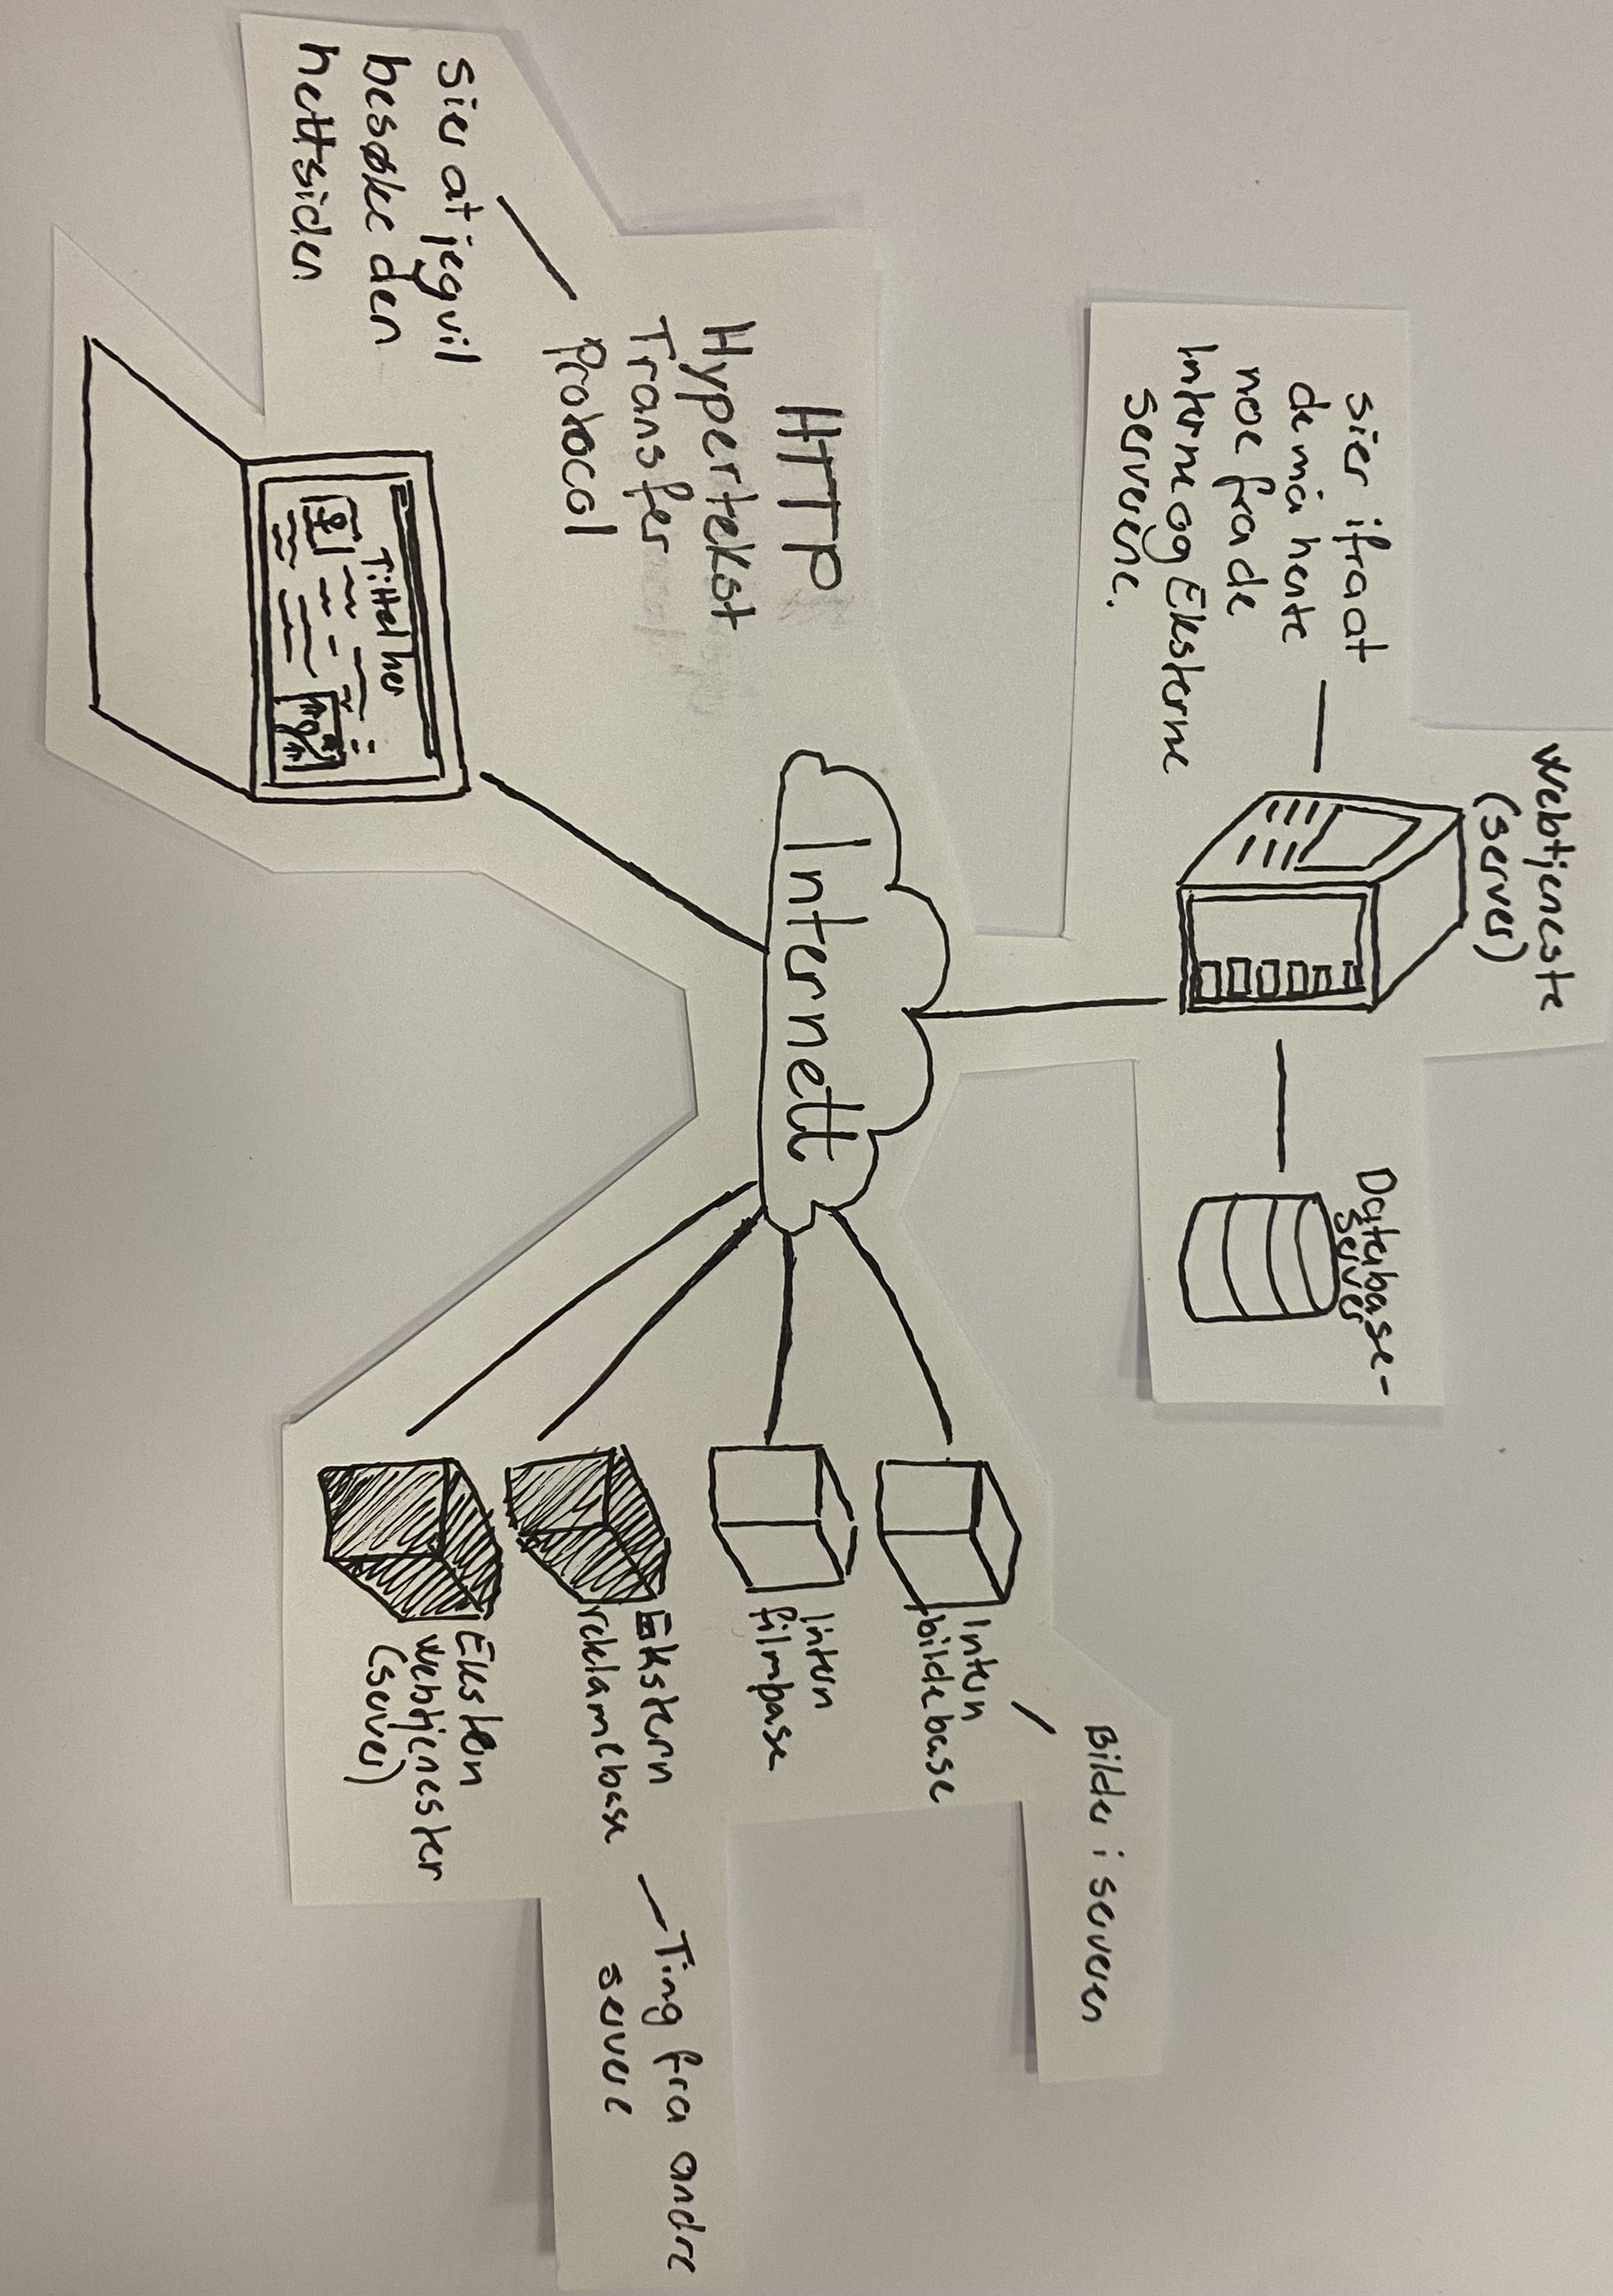 Webtjeneste
(server)
sier ifra at
de må hente
noe fra de
Interne og Eksterne
serverne.
Database-
server
HTTP
Hypertekst
Transfer
Protocol
sier at jeg vil
besøke den
nettsiden
Tittel her
Internett
Bilder i serveren
Intern
bildebase
Intern
filmbase
Ekstern
reklamebase
Ting fra andre
servere
Ekstern
webtjenester
(server)